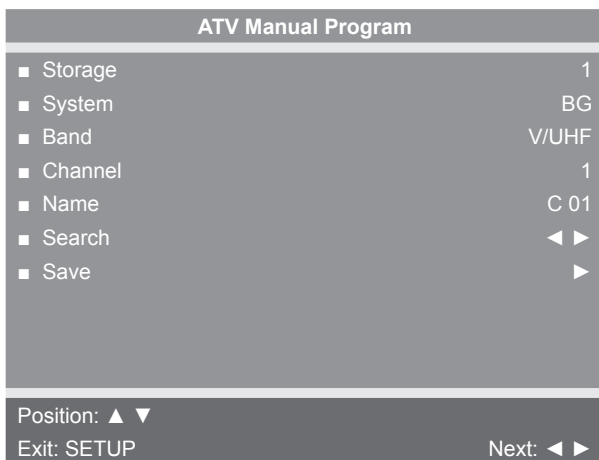 ATV Manual Program
■ Storage 1
■ System BG
■ Band V/UHF
■ Channel 1
■ Name C 01
■ Search ◄ ►
■ Save ►
Position: ▲ ▼
Exit: SETUP Next: ◄ ►